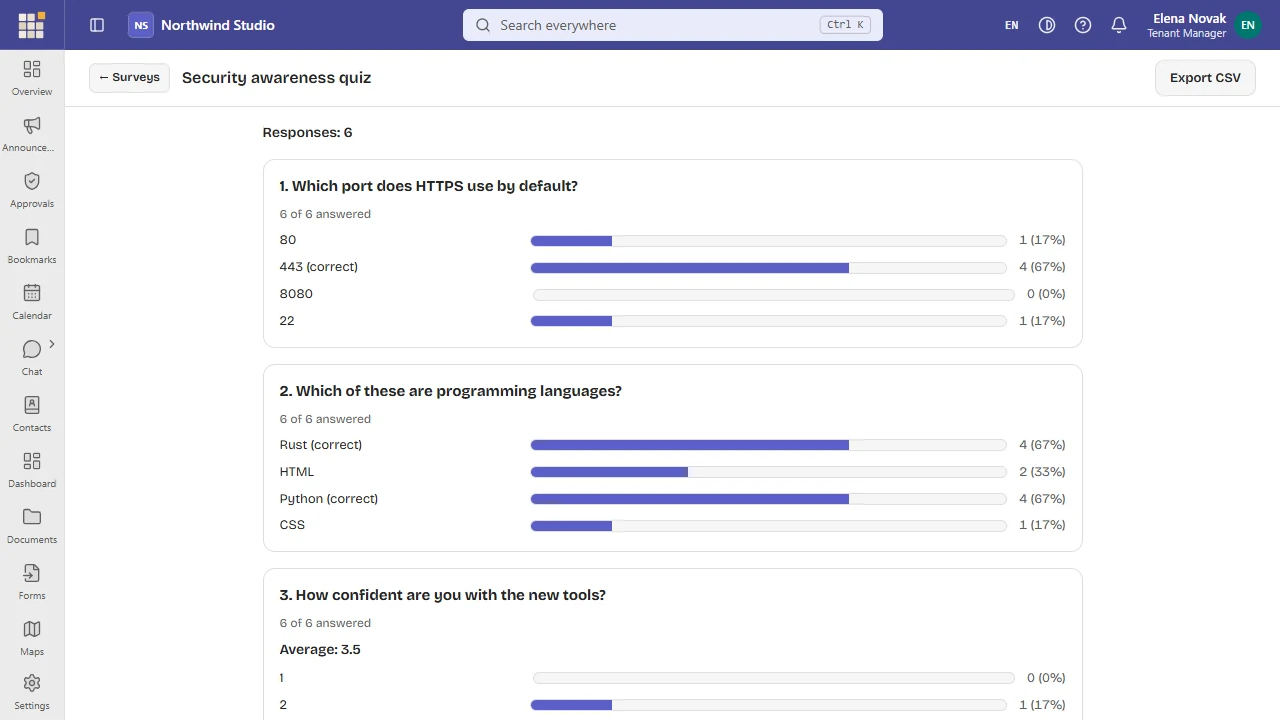 NS Northwind Studio
Search everywhere
Ctrl K
EN
Elena Novak
Tenant Manager
EN
Overview
Announce...
Approvals
Bookmarks
Calendar
Chat
Contacts
Dashboard
Documents
Forms
Maps
Settings
← Surveys
Security awareness quiz
Export CSV
Responses: 6
1. Which port does HTTPS use by default?
6 of 6 answered
80 1 (17%)
443 (correct) 4 (67%)
8080 0 (0%)
22 1 (17%)
2. Which of these are programming languages?
6 of 6 answered
Rust (correct) 4 (67%)
HTML 2 (33%)
Python (correct) 4 (67%)
CSS 1 (17%)
3. How confident are you with the new tools?
6 of 6 answered
Average: 3.5
1 0 (0%)
2 1 (17%)